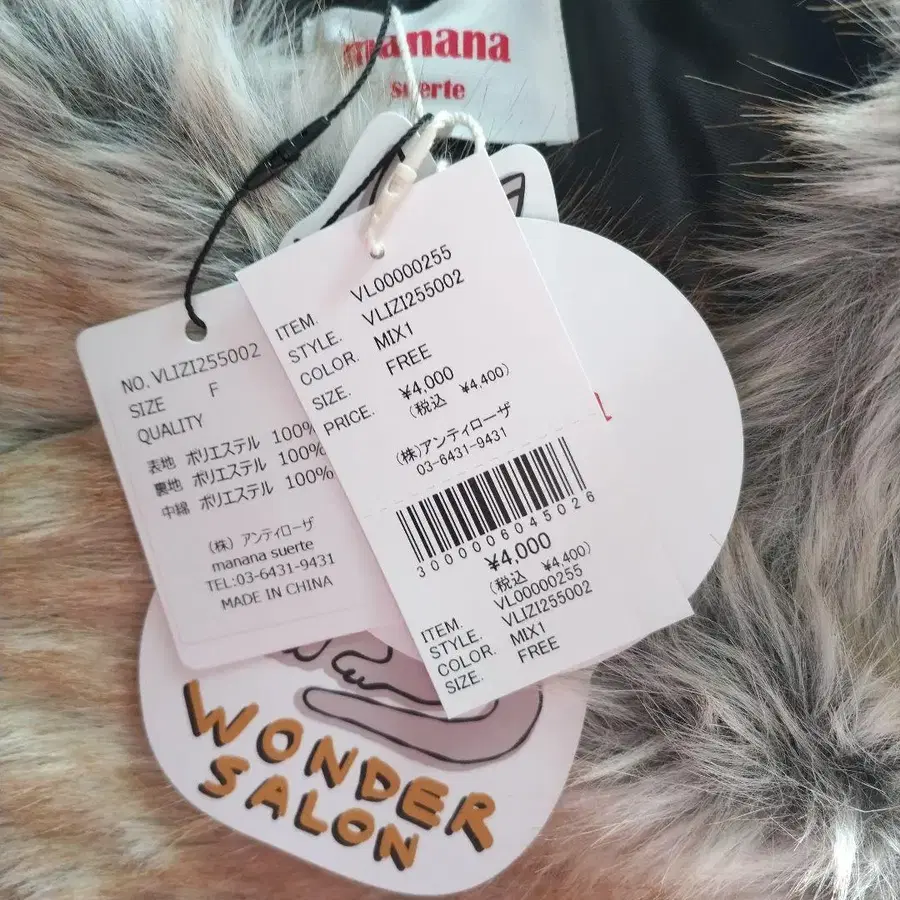 manana
suerte
NO. VLIZI255002
SIZE F
QUALITY
表地 ポリエステル 100%
裏地 ポリエステル 100%
中綿 ポリエステル 100%
(株) アンティローザ
manana suerte
TEL:03-6431-9431
MADE IN CHINA
ITEM. VL00000255
STYLE. VLIZI255002
COLOR. MIX1
SIZE. FREE
PRICE. ¥4,000
(税込 ¥4,400)
(株)アンティローザ
03-6431-9431
3000006045026
¥4,000
(税込 ¥4,400)
ITEM. VL00000255
STYLE. VLIZI255002
COLOR. MIX1
SIZE. FREE
WONDER
SALON